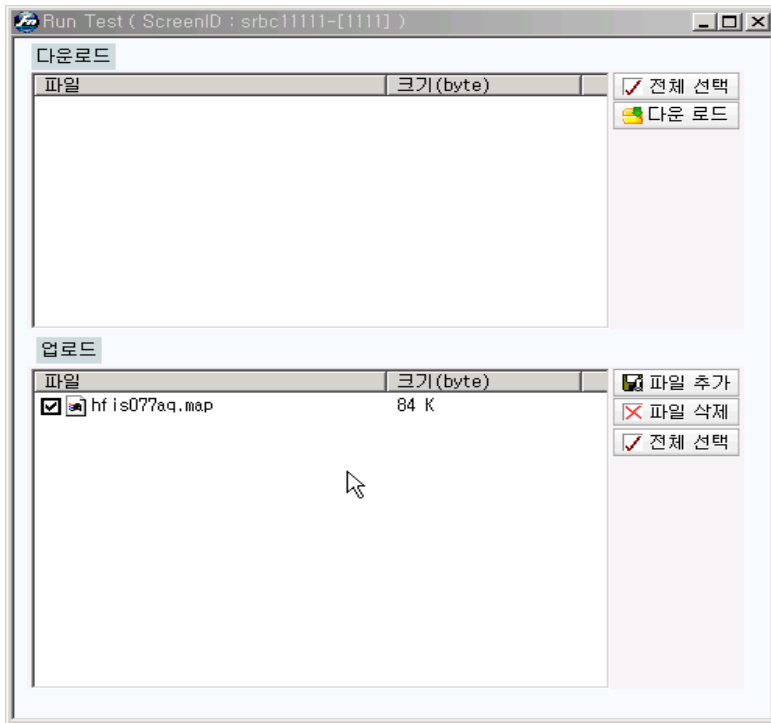 Run Test ( ScreenID : srbc11111-[1111] )
다운로드
파일 크기(byte)
전체 선택
다운 로드
업로드
파일 크기(byte)
hfis077aq.map 84 K
파일 추가
파일 삭제
전체 선택